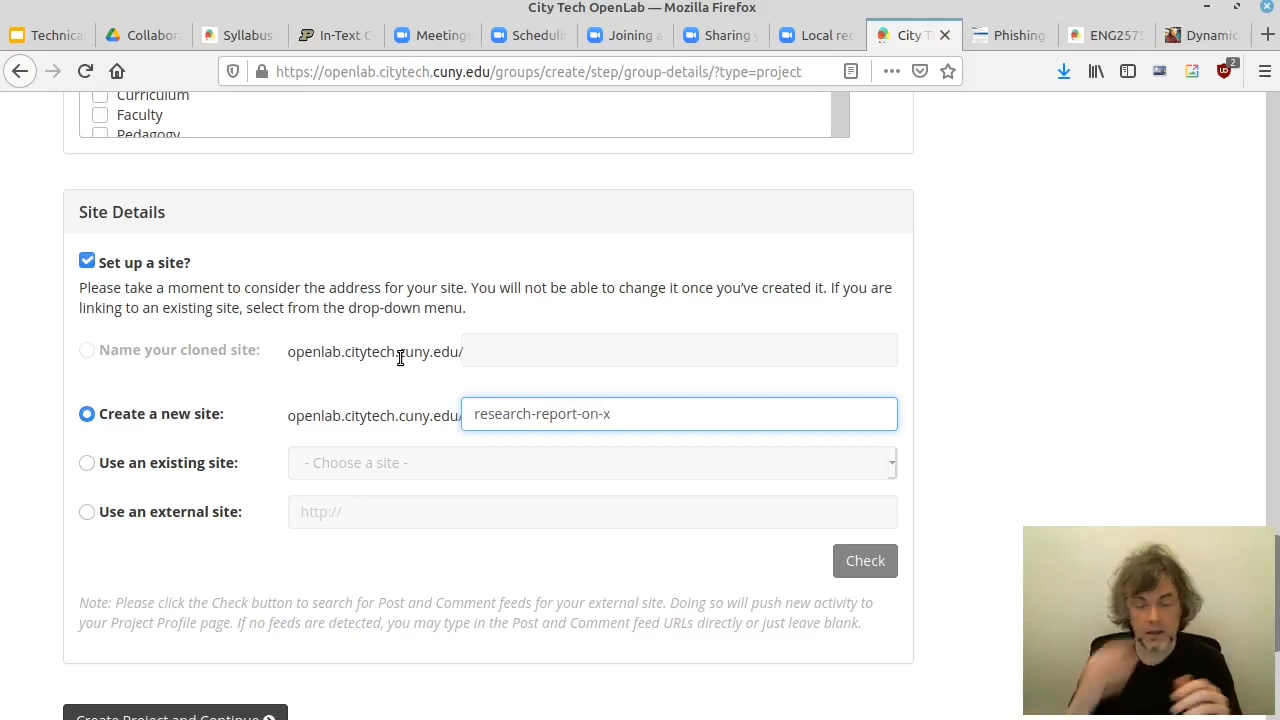 City Tech OpenLab — Mozilla Firefox
Technica
Collabora
Syllabus
In-Text C
Meetings
Scheduli
Joining a
Sharing y
Local rec
City T
Phishing
ENG2575
Dynamic
https://openlab.citytech.cuny.edu/groups/create/step/group-details/?type=project
2
Curriculum
Faculty
Pedagogy
Site Details
Set up a site?
Please take a moment to consider the address for your site. You will not be able to change it once you've created it. If you are
linking to an existing site, select from the drop-down menu.
Name your cloned site: openlab.citytech.cuny.edu/
Create a new site: openlab.citytech.cuny.edu/ research-report-on-x
Use an existing site: - Choose a site -
Use an external site: http://
Check
Note: Please click the Check button to search for Post and Comment feeds for your external site. Doing so will push new activity to
your Project Profile page. If no feeds are detected, you may type in the Post and Comment feed URLs directly or just leave blank.
Create Project and Continue